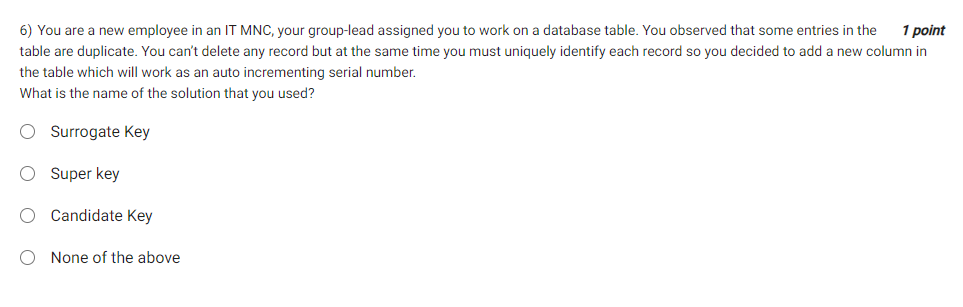 6) You are a new employee in an IT MNC, your group-lead assigned you to work on a database table. You observed that some entries in the 1 point
table are duplicate. You can't delete any record but at the same time you must uniquely identify each record so you decided to add a new column in
the table which will work as an auto incrementing serial number.
What is the name of the solution that you used?
Surrogate Key
Super key
Candidate Key
None of the above